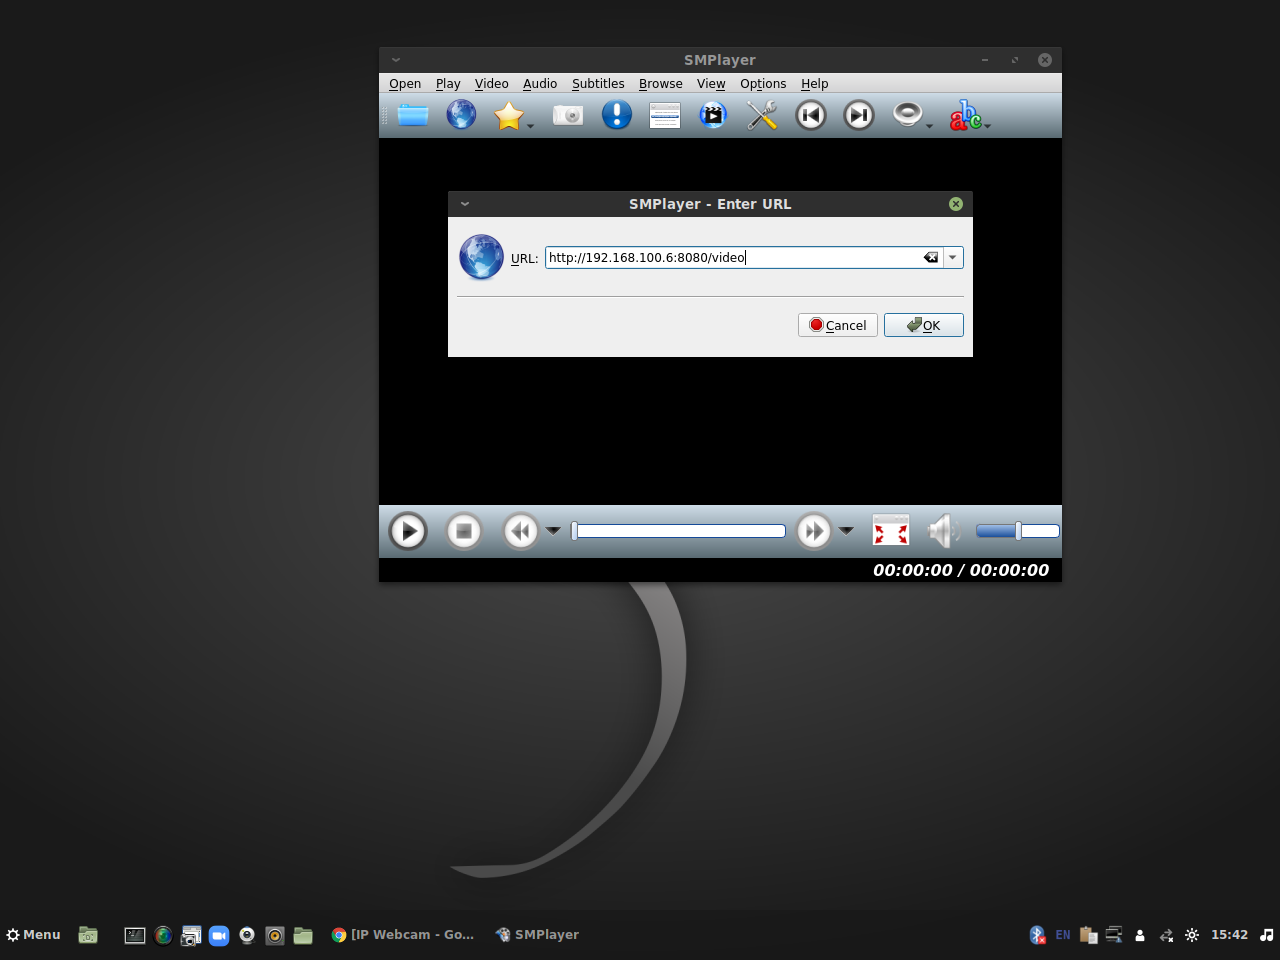 SMPlayer
Open Play Video Audio Subtitles Browse View Options Help
abc
SMPlayer - Enter URL
URL: http://192.168.100.6:8080/video
Cancel OK
00:00:00 / 00:00:00
Menu [IP Webcam - Go... SMPlayer EN 15:42